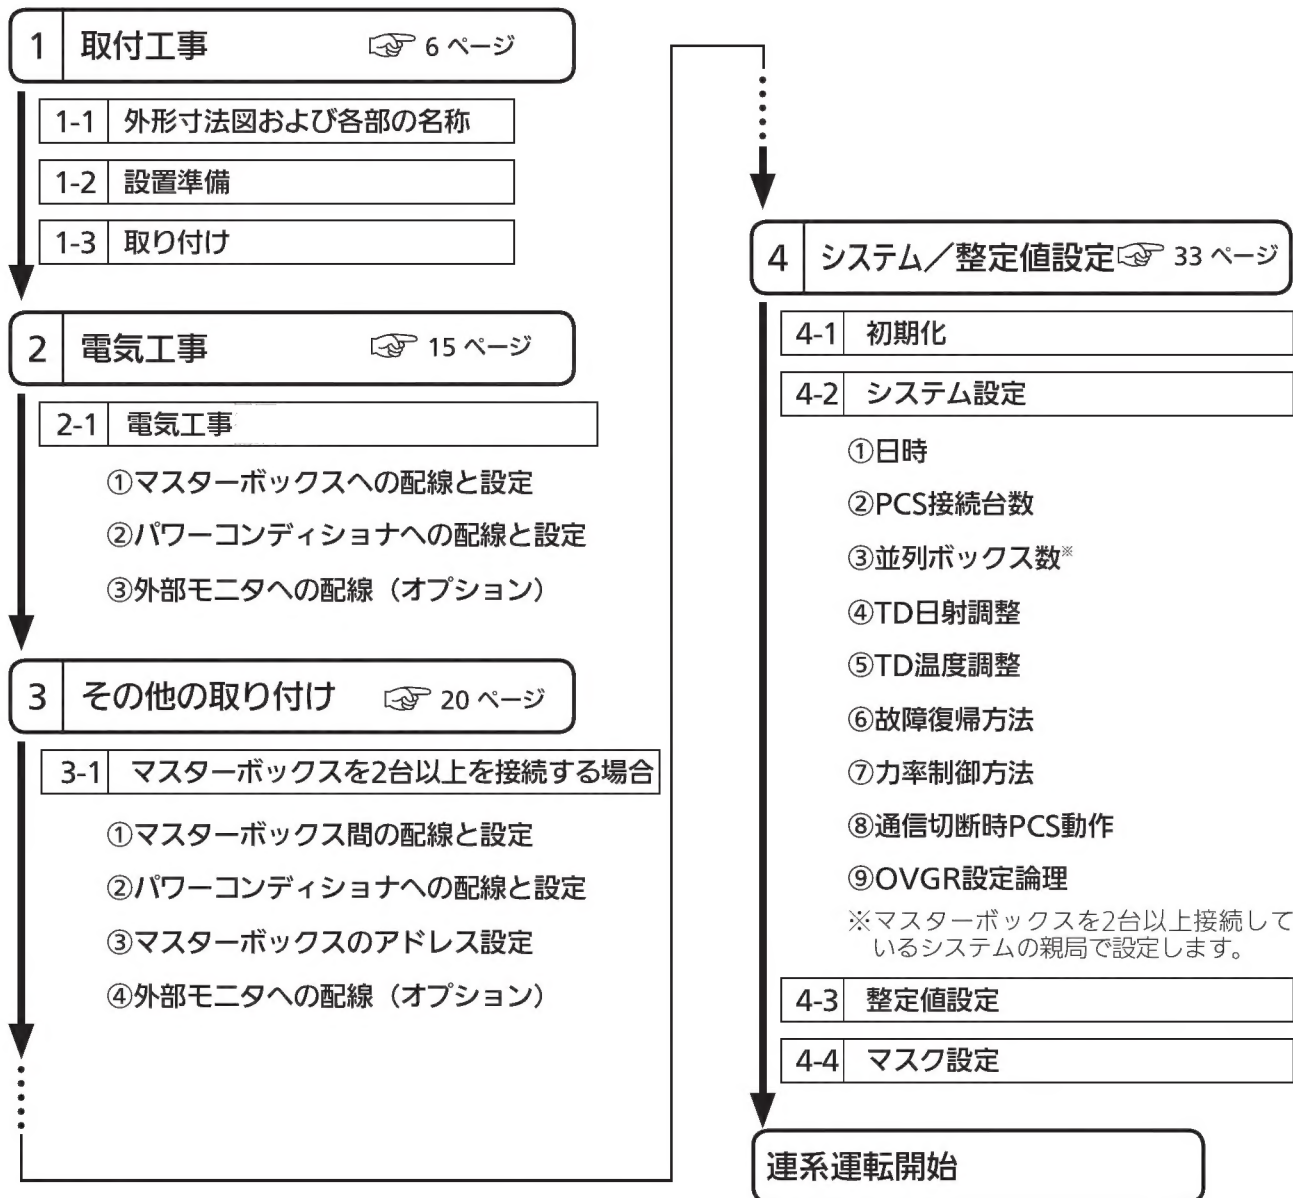 1 取付工事 ☞ 6 ページ
1-1 外形寸法図および各部の名称
1-2 設置準備
1-3 取り付け
2 電気工事 ☞ 15 ページ
2-1 電気工事
①マスターボックスへの配線と設定
②パワーコンディショナへの配線と設定
③外部モニタへの配線（オプション）
3 その他の取り付け ☞ 20 ページ
3-1 マスターボックスを2台以上を接続する場合
①マスターボックス間の配線と設定
②パワーコンディショナへの配線と設定
③マスターボックスのアドレス設定
④外部モニタへの配線（オプション）
4 システム／整定値設定 ☞ 33 ページ
4-1 初期化
4-2 システム設定
①日時
②PCS接続台数
③並列ボックス数※
④TD日射調整
⑤TD温度調整
⑥故障復帰方法
⑦力率制御方法
⑧通信切断時PCS動作
⑨OVGR設定論理
※マスターボックスを2台以上接続して
いるシステムの親局で設定します。
4-3 整定値設定
4-4 マスク設定
連系運転開始